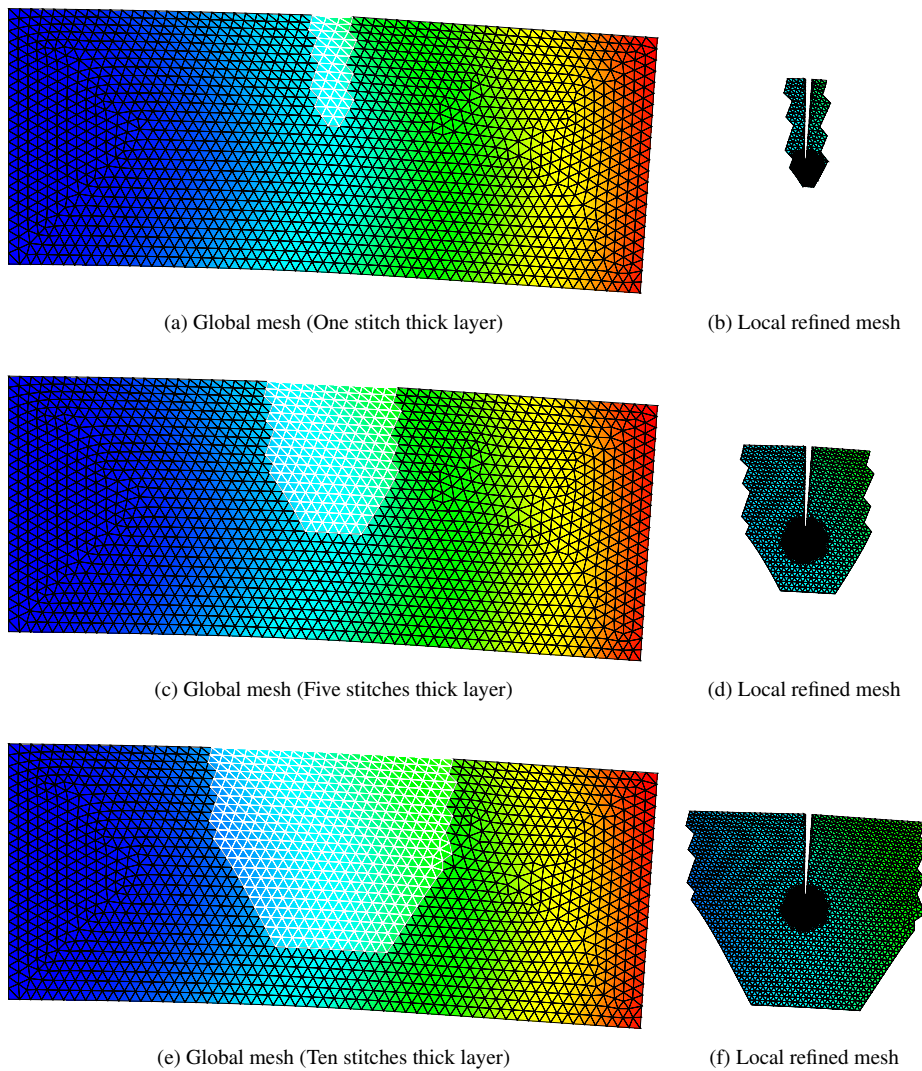 (a) Global mesh (One stitch thick layer)
(b) Local refined mesh
(c) Global mesh (Five stitches thick layer)
(d) Local refined mesh
(e) Global mesh (Ten stitches thick layer)
(f) Local refined mesh